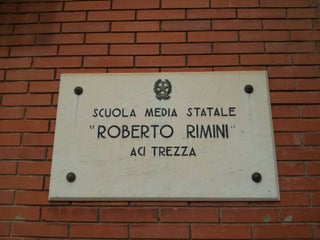 SCUOLA MEDIA STATALE
"ROBERTO RIMINI"
ACI TREZZA